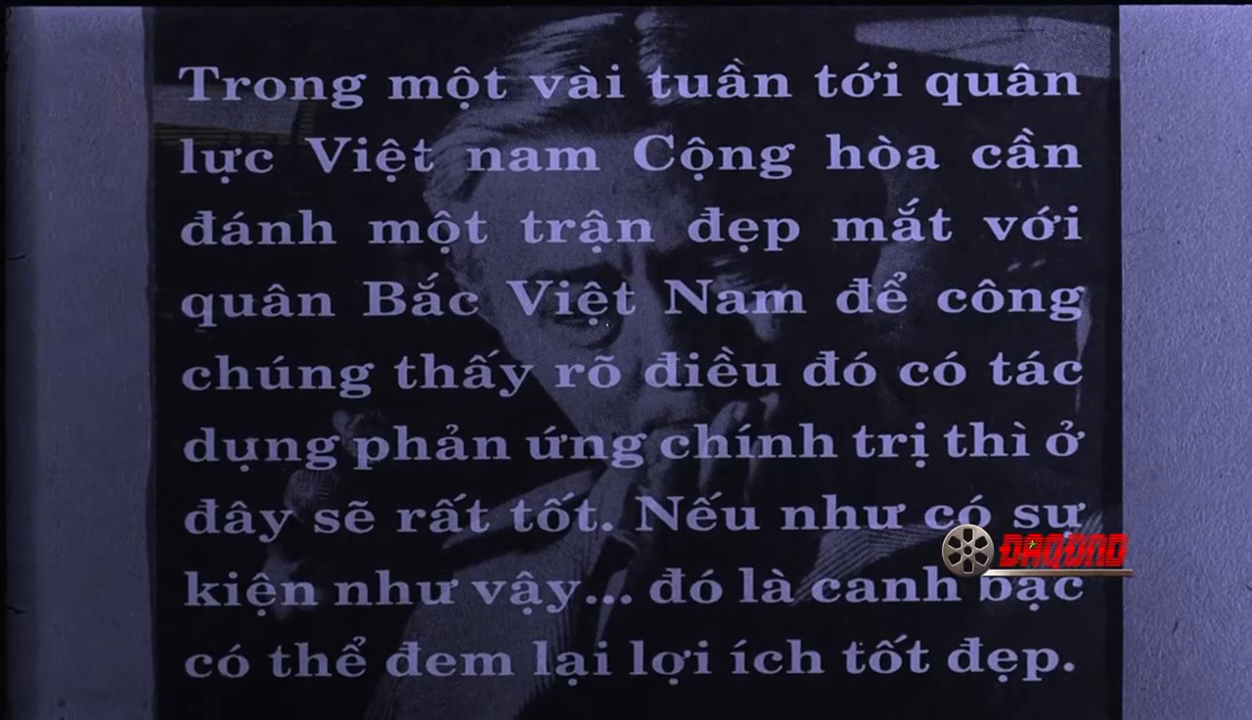 Trong một vài tuần tới quân
lực Việt nam Cộng hòa cần
đánh một trận đẹp mắt với
quân Bắc Việt Nam để công
chúng thấy rõ điều đó có tác
dụng phản ứng chính trị thì ở
đây sẽ rất tốt. Nếu như có sự
kiện như vậy... đó là canh bạc
có thể đem lại lợi ích tốt đẹp.
ĐAQĐND